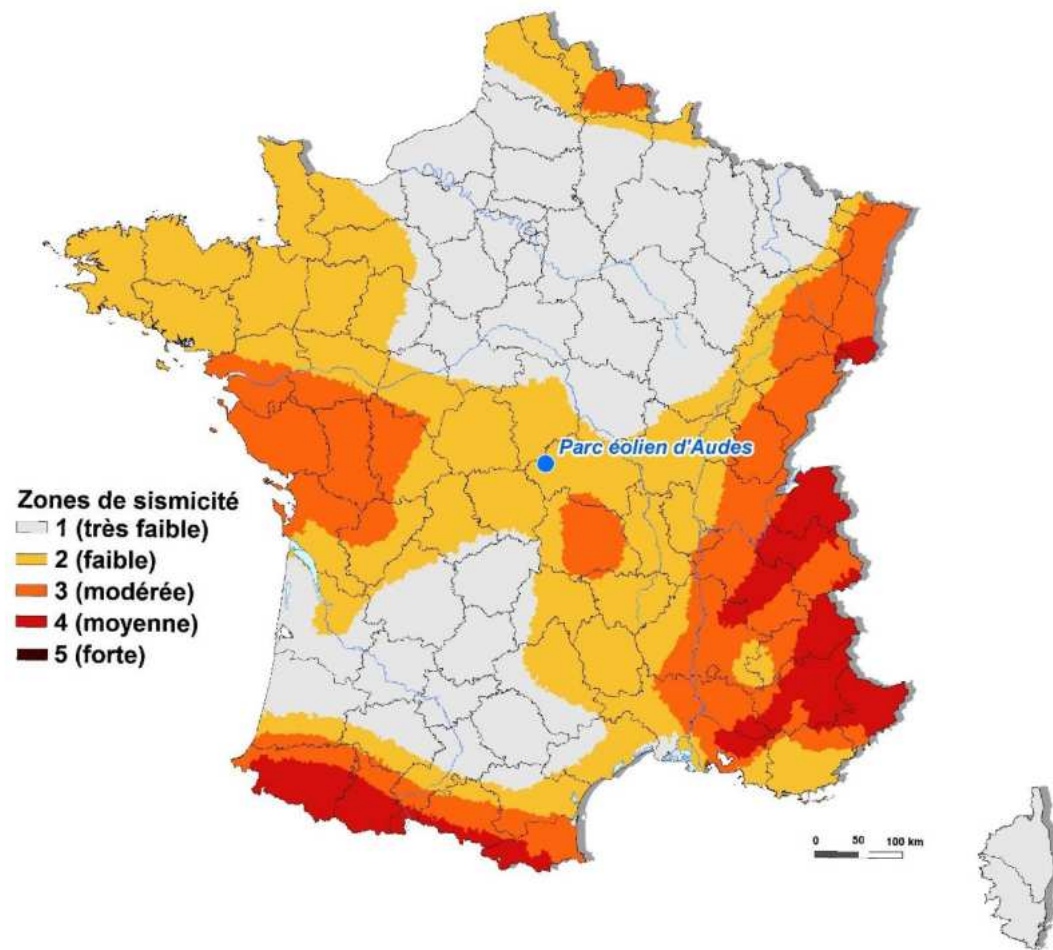 Parc éolien d'Audes
Zones de sismicité
1 (très faible)
2 (faible)
3 (modérée)
4 (moyenne)
5 (forte)
0 50 100 km